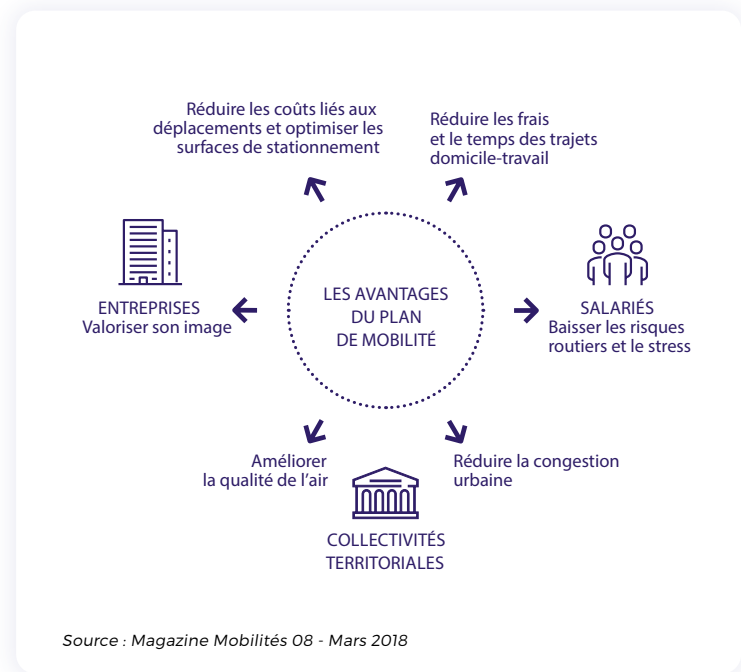 Réduire les coûts liés aux
déplacements et optimiser les
surfaces de stationnement
Réduire les frais
et le temps des trajets
domicile-travail
ENTREPRISES
Valoriser son image
LES AVANTAGES
DU PLAN
DE MOBILITÉ
SALARIÉS
Baisser les risques
routiers et le stress
Améliorer
la qualité de l’air
Réduire la congestion
urbaine
COLLECTIVITÉS
TERRITORIALES
Source : Magazine Mobilités 08 - Mars 2018